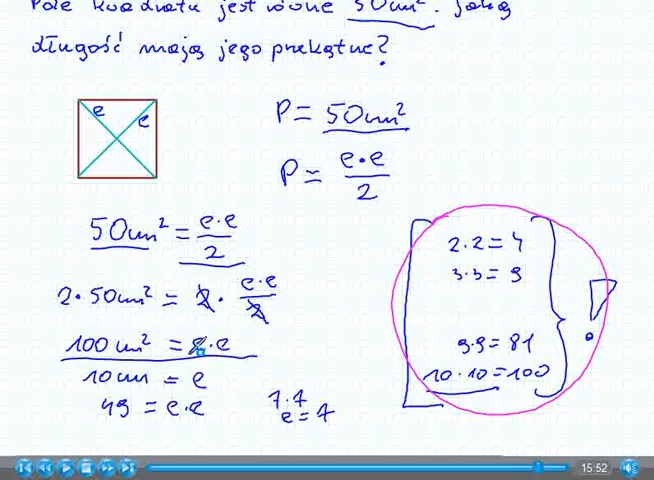 Pole kwadratu jest równe 50cm². Jaką
długość mają jego przekątne?
e e
P = 50cm²
P = e·e/2
50cm² = e·e/2
2·50cm² = 2·e·e/2
100cm² = e·e
10cm = e
49 = e·e
7·7
e = 7
2·2=4
3·3=9
9·9=81
10·10=100
!
15:52